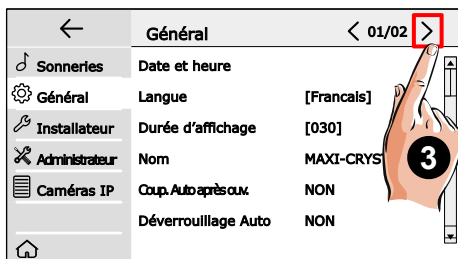 Général 01/02
Sonneries
Général
Installateur
Administrateur
Caméras IP
Date et heure
Langue [Francais]
Durée d'affichage [030]
Nom MAXI-CRYS
Coup. Auto après ouv. NON
Déverrouillage Auto NON
3